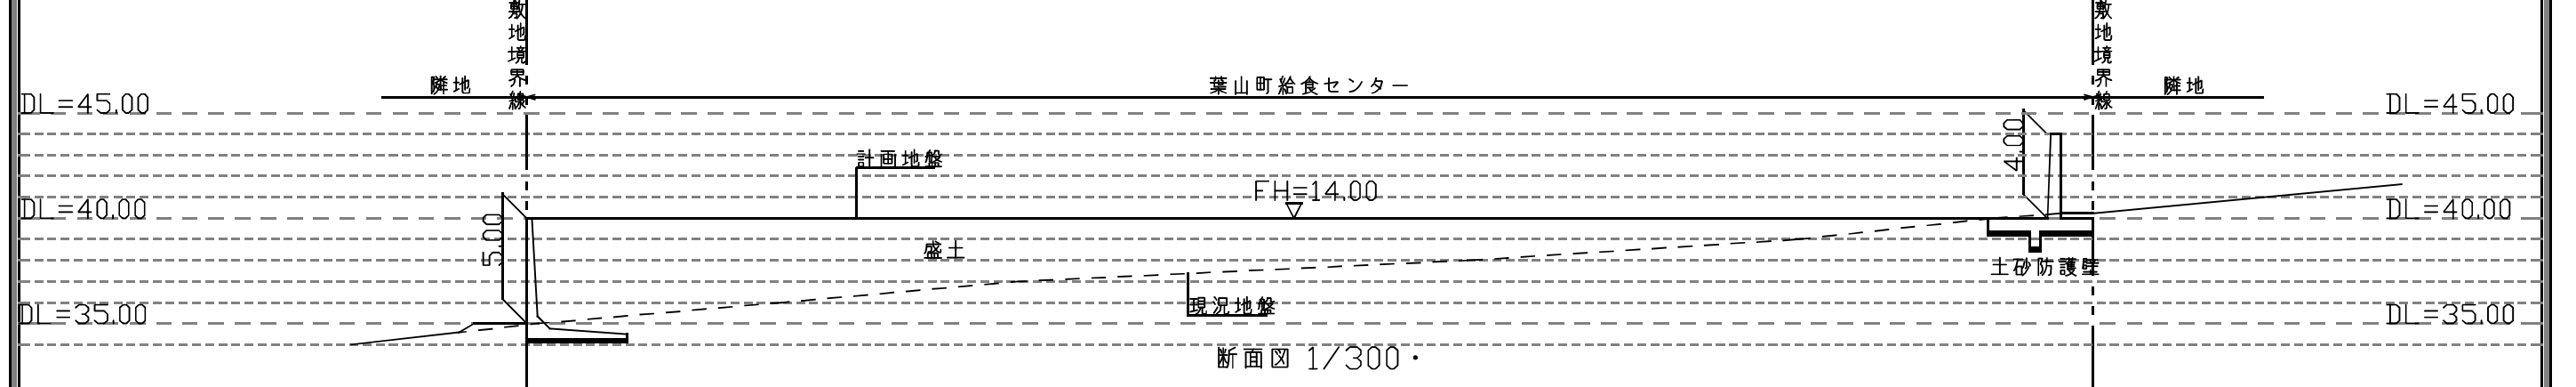 敷地境界線
敷地境界線
隣地
葉山町給食センター
隣地
DL=45.00
DL=45.00
4.00
計画地盤
FH=14.00
DL=40.00
DL=40.00
5.00
盛土
土砂防護壁
現況地盤
DL=35.00
DL=35.00
断面図 1/300